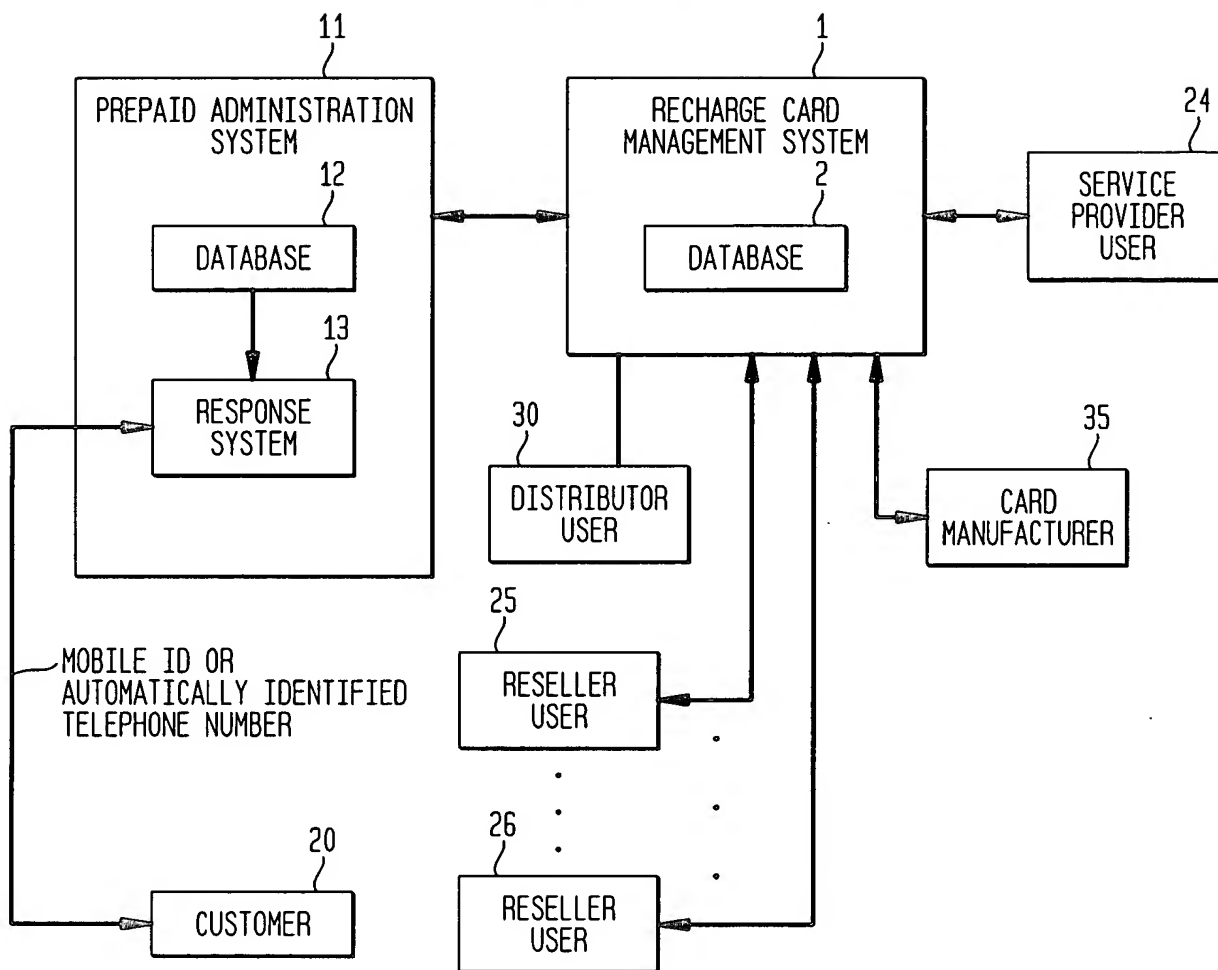 11
PREPAID ADMINISTRATION
SYSTEM
12
DATABASE
13
RESPONSE
SYSTEM
1
RECHARGE CARD
MANAGEMENT SYSTEM
2
DATABASE
24
SERVICE
PROVIDER
USER
30
DISTRIBUTOR
USER
35
CARD
MANUFACTURER
25
RESELLER
USER
26
RESELLER
USER
MOBILE ID OR
AUTOMATICALLY IDENTIFIED
TELEPHONE NUMBER
20
CUSTOMER